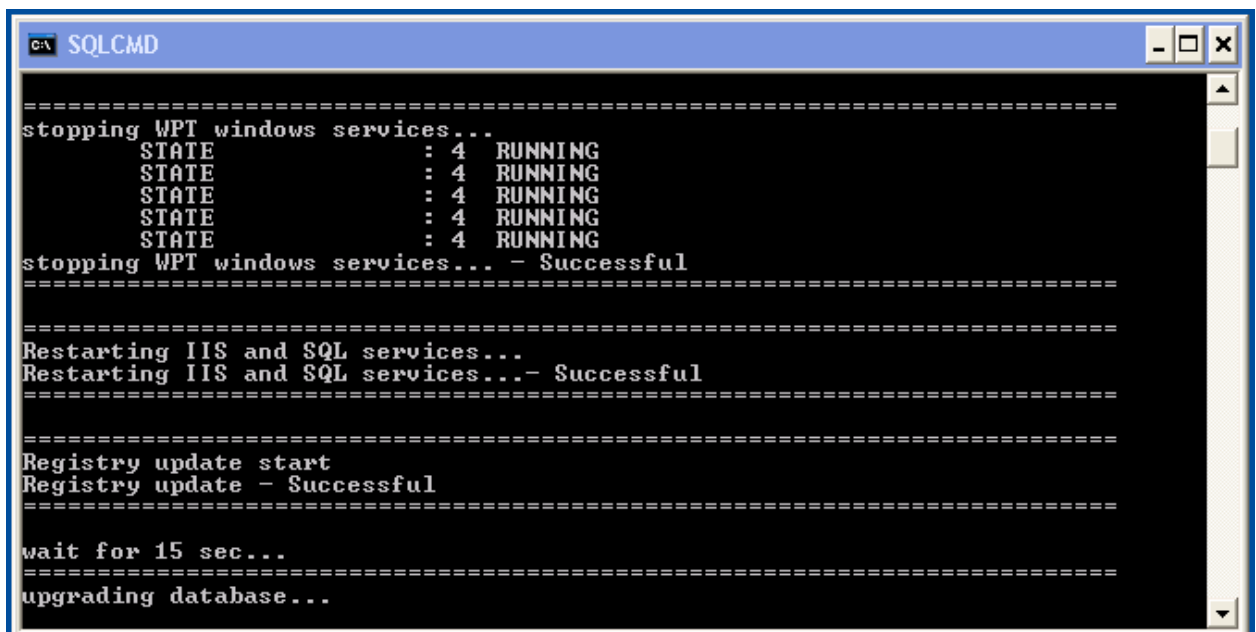 C:\ SQLCMD
==========================================================================
stopping WPT windows services...
        STATE              : 4  RUNNING
        STATE              : 4  RUNNING
        STATE              : 4  RUNNING
        STATE              : 4  RUNNING
        STATE              : 4  RUNNING
stopping WPT windows services... - Successful
==========================================================================
==========================================================================
Restarting IIS and SQL services...
Restarting IIS and SQL services...- Successful
==========================================================================
==========================================================================
Registry update start
Registry update - Successful
==========================================================================
wait for 15 sec...
==========================================================================
upgrading database...